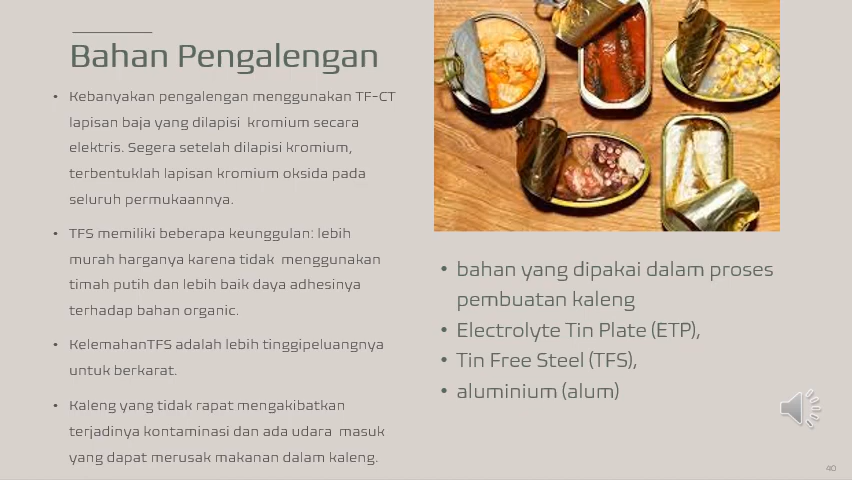 Bahan Pengalengan
• Kebanyakan pengalengan menggunakan TF-CT
lapisan baja yang dilapisi kromium secara
elektris. Segera setelah dilapisi kromium,
terbentuklah lapisan kromium oksida pada
seluruh permukaannya.
• TFS memiliki beberapa keunggulan: lebih
murah harganya karena tidak menggunakan
timah putih dan lebih baik daya adhesinya
terhadap bahan organic.
• KelemahanTFS adalah lebih tinggipeluangnya
untuk berkarat.
• Kaleng yang tidak rapat mengakibatkan
terjadinya kontaminasi dan ada udara masuk
yang dapat merusak makanan dalam kaleng.
• bahan yang dipakai dalam proses
pembuatan kaleng
• Electrolyte Tin Plate (ETP),
• Tin Free Steel (TFS),
• aluminium (alum)
40